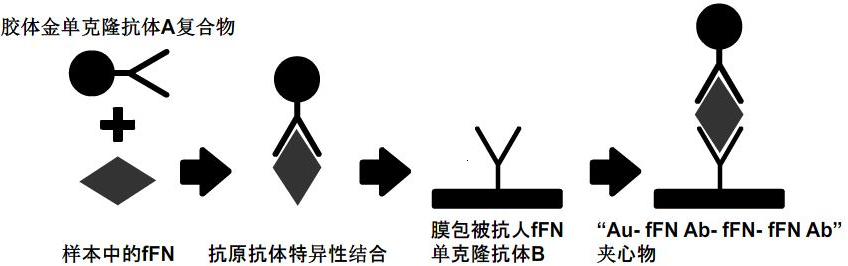 胶体金单克隆抗体A复合物
样本中的fFN
抗原抗体特异性结合
膜包被抗人fFN
单克隆抗体B
“Au- fFN Ab- fFN- fFN Ab”
夹心物